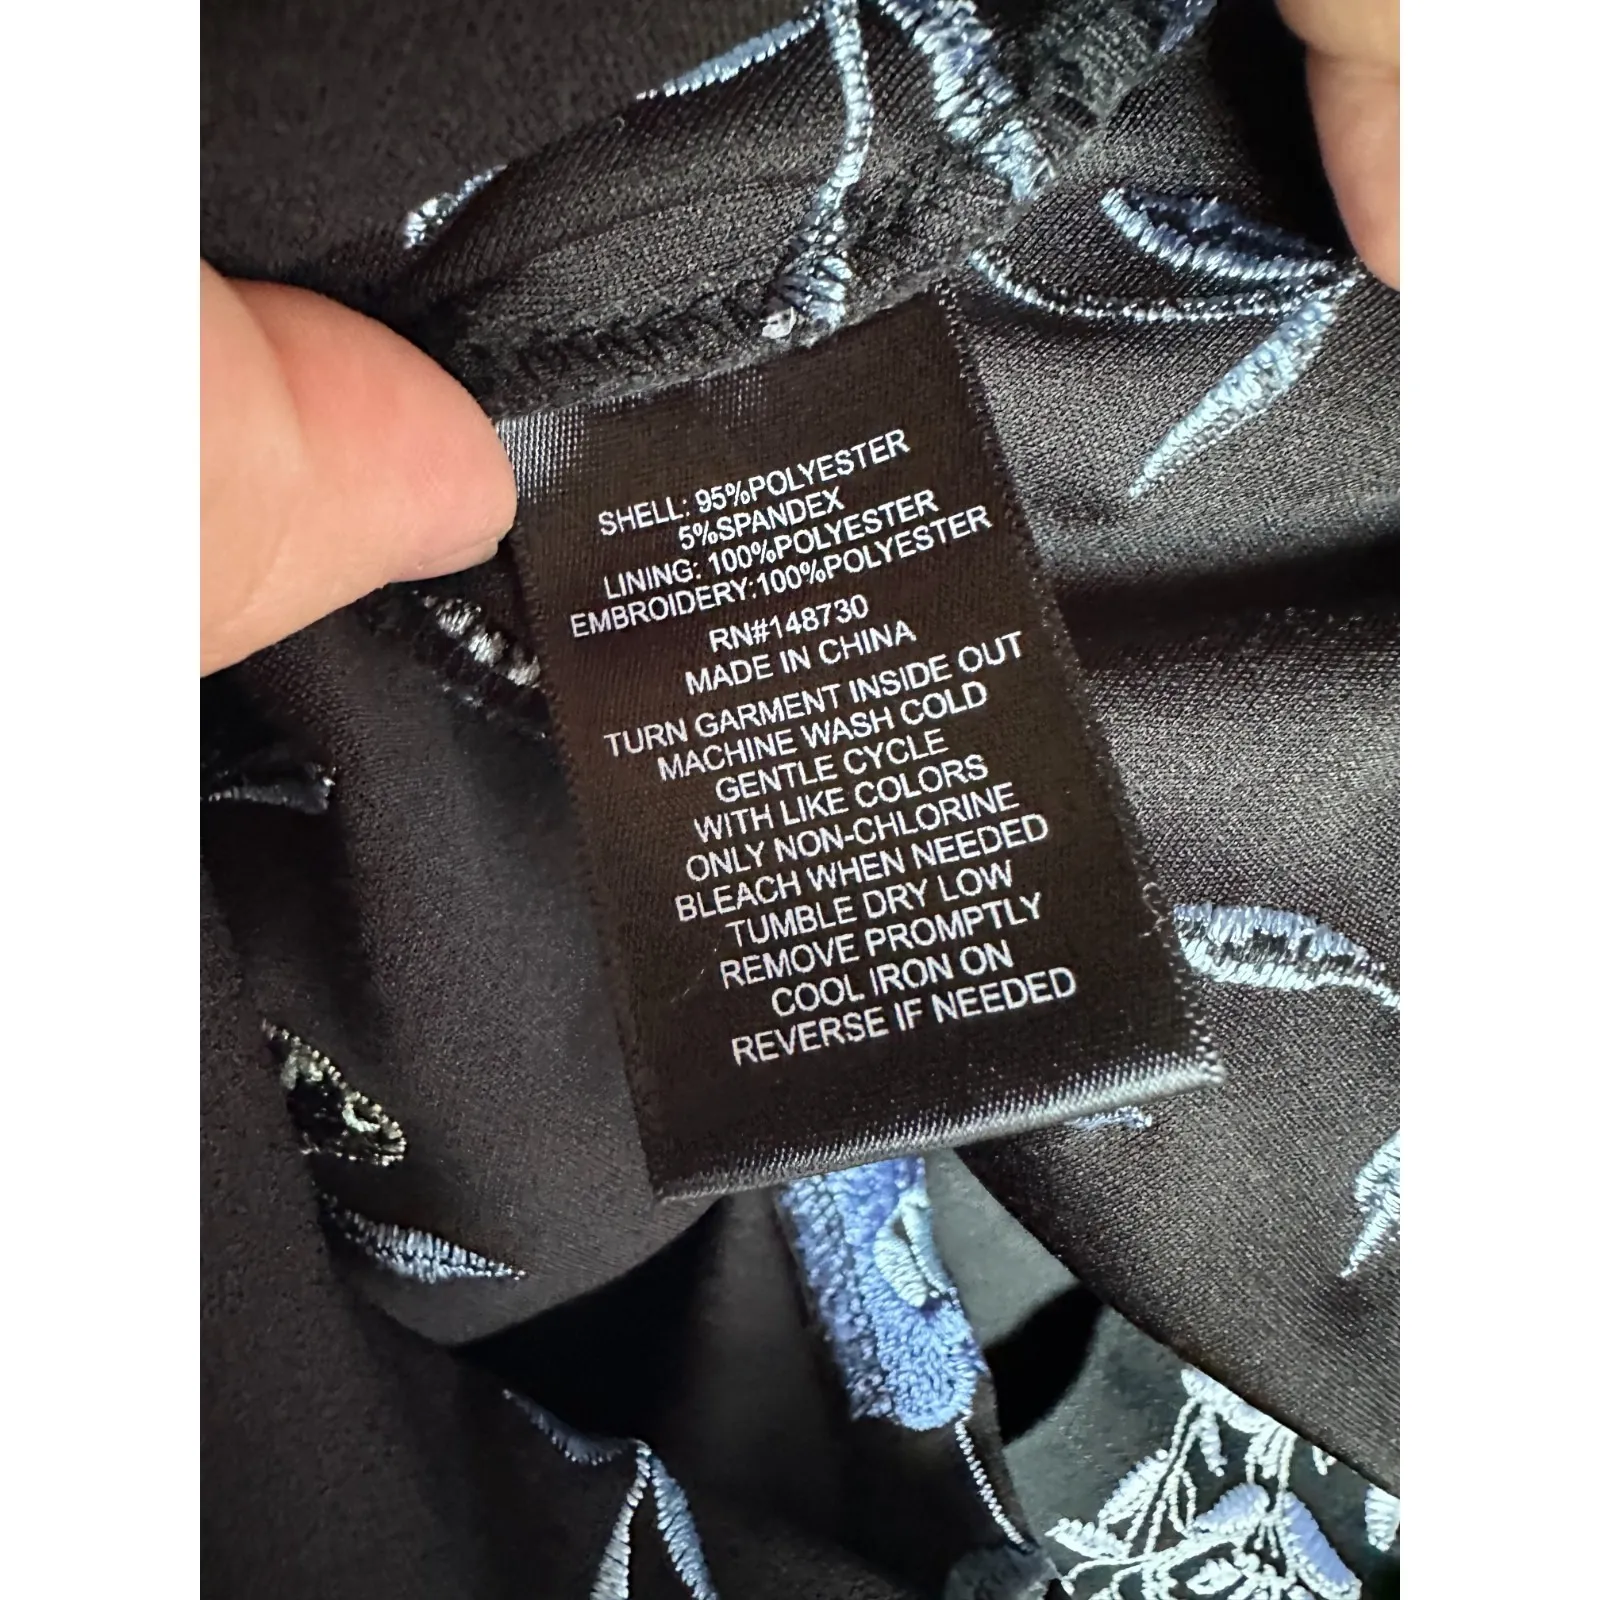 SHELL: 95%POLYESTER
5%SPANDEX
LINING: 100%POLYESTER
EMBROIDERY:100%POLYESTER
RN#148730
MADE IN CHINA
TURN GARMENT INSIDE OUT
MACHINE WASH COLD
GENTLE CYCLE
WITH LIKE COLORS
ONLY NON-CHLORINE
BLEACH WHEN NEEDED
TUMBLE DRY LOW
REMOVE PROMPTLY
COOL IRON ON
REVERSE IF NEEDED